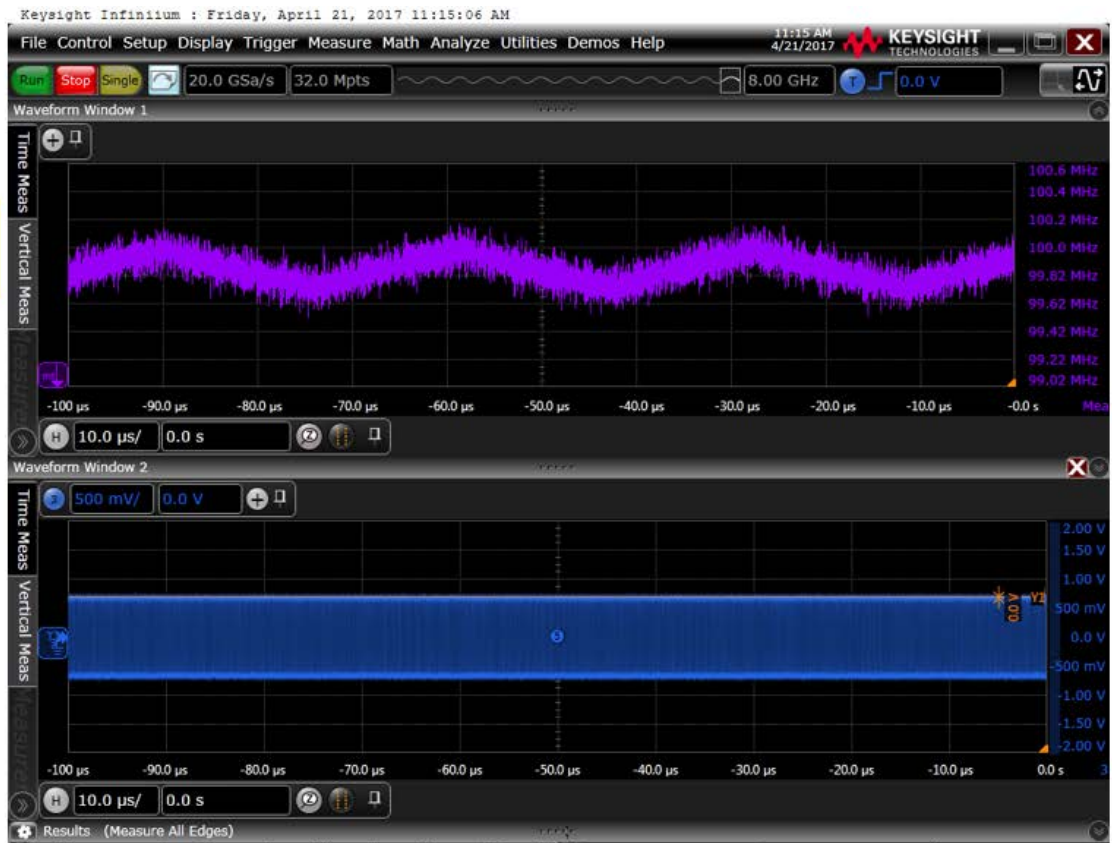 Keysight Infiniium : Friday, April 21, 2017 11:15:06 AM
File Control Setup Display Trigger Measure Math Analyze Utilities Demos Help
11:15 AM
4/21/2017
KEYSIGHT
TECHNOLOGIES
Run Stop Single 20.0 GSa/s 32.0 Mpts 8.00 GHz T 0.0 V
Waveform Window 1
Time Meas
Vertical Meas
100.6 MHz
100.4 MHz
100.2 MHz
100.0 MHz
99.82 MHz
99.62 MHz
99.42 MHz
99.22 MHz
99.02 MHz
-100 µs -90.0 µs -80.0 µs -70.0 µs -60.0 µs -50.0 µs -40.0 µs -30.0 µs -20.0 µs -10.0 µs -0.0 s Mea
H 10.0 µs/ 0.0 s Z
Waveform Window 2
3 500 mV/ 0.0 V
Time Meas
Vertical Meas
2.00 V
1.50 V
1.00 V
500 mV
0.0 V
-500 mV
-1.00 V
-1.50 V
-2.00 V
0.0 V
Y1
3
-100 µs -90.0 µs -80.0 µs -70.0 µs -60.0 µs -50.0 µs -40.0 µs -30.0 µs -20.0 µs -10.0 µs 0.0 s 3
H 10.0 µs/ 0.0 s Z
Results (Measure All Edges)